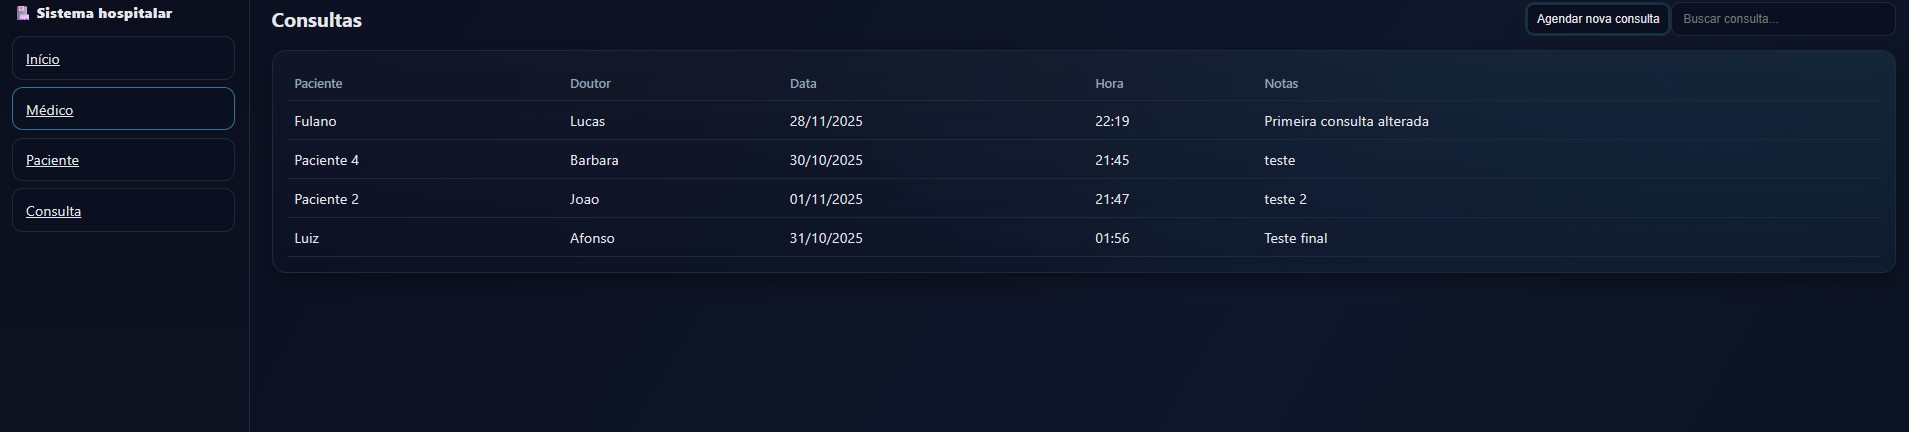 Sistema hospitalar
Início
Médico
Paciente
Consulta
Consultas
Agendar nova consulta
Buscar consulta...
Paciente Doutor Data Hora Notas
Fulano Lucas 28/11/2025 22:19 Primeira consulta alterada
Paciente 4 Barbara 30/10/2025 21:45 teste
Paciente 2 Joao 01/11/2025 21:47 teste 2
Luiz Afonso 31/10/2025 01:56 Teste final